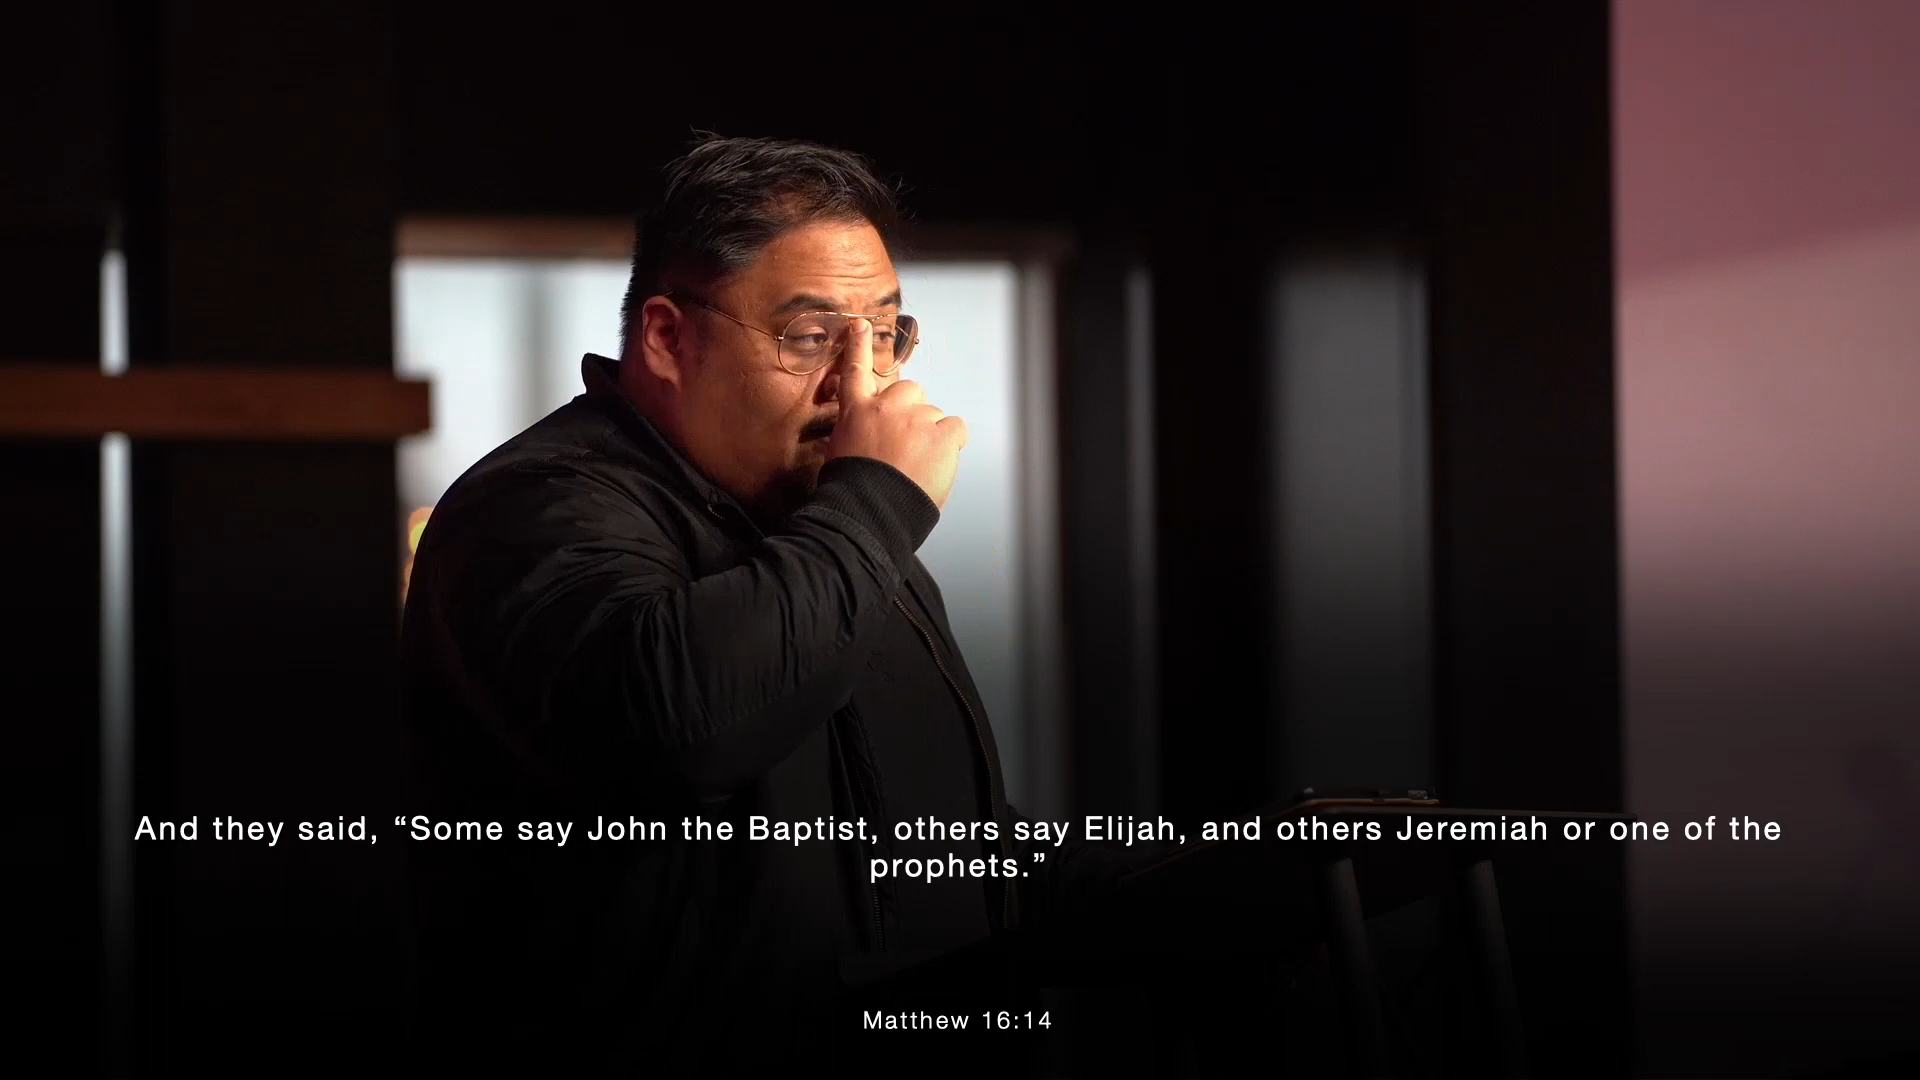 And they said, “Some say John the Baptist, others say Elijah, and others Jeremiah or one of the
prophets.”
Matthew 16:14